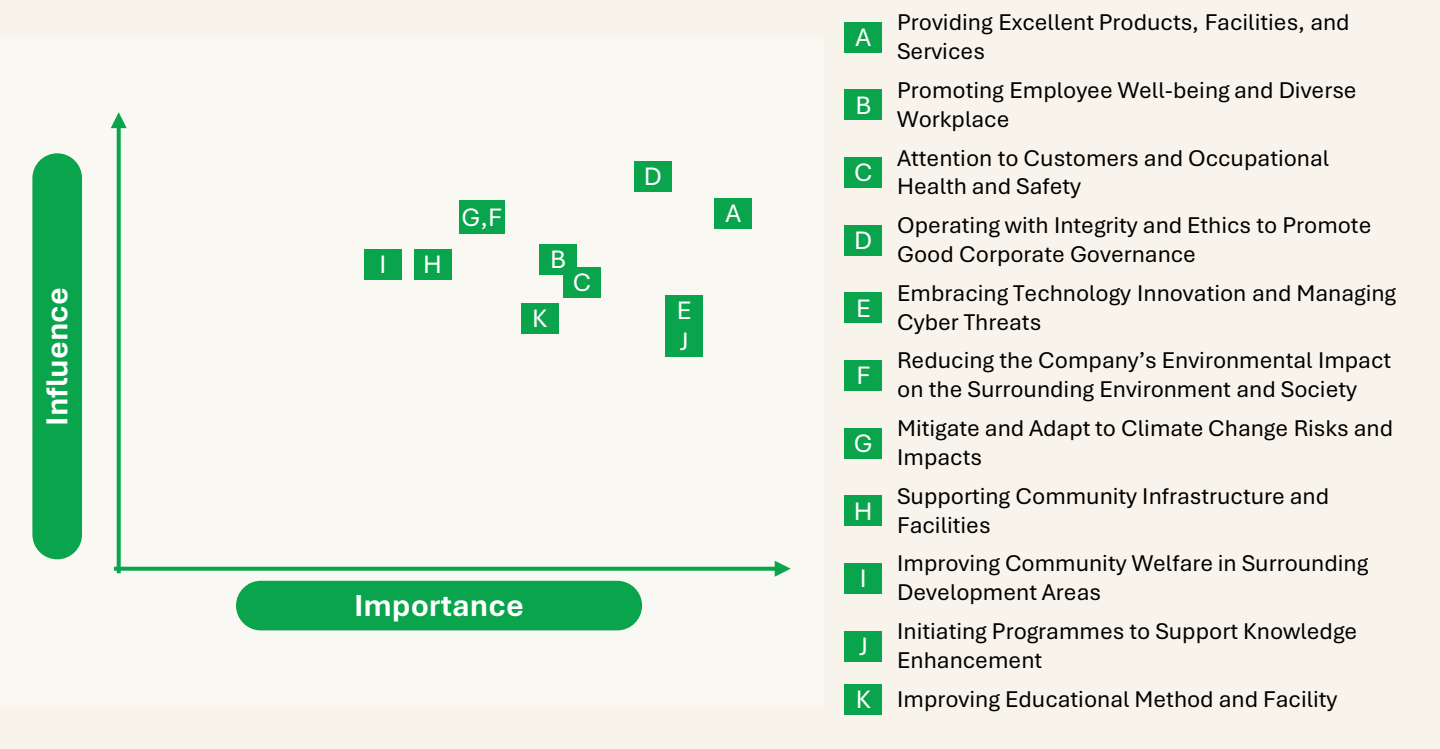 Influence
D
A
G,F
I
H
B
C
K
E
J
Importance
A
Providing Excellent Products, Facilities, and
Services
B
Promoting Employee Well-being and Diverse
Workplace
C
Attention to Customers and Occupational
Health and Safety
D
Operating with Integrity and Ethics to Promote
Good Corporate Governance
E
Embracing Technology Innovation and Managing
Cyber Threats
F
Reducing the Company’s Environmental Impact
on the Surrounding Environment and Society
G
Mitigate and Adapt to Climate Change Risks and
Impacts
H
Supporting Community Infrastructure and
Facilities
I
Improving Community Welfare in Surrounding
Development Areas
J
Initiating Programmes to Support Knowledge
Enhancement
K
Improving Educational Method and Facility